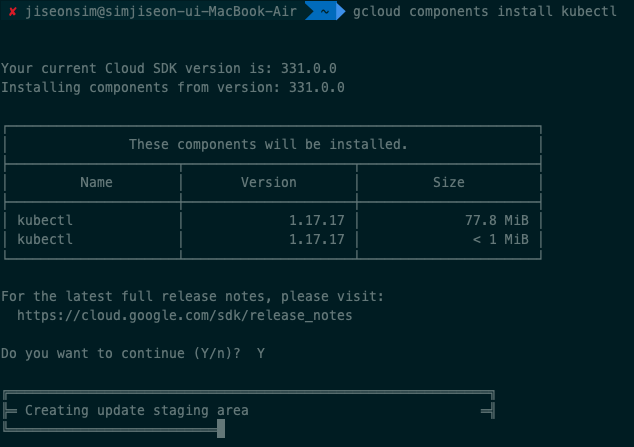 ✘ jiseonsim@simjiseon-ui-MacBook-Air ~ gcloud components install kubectl
Your current Cloud SDK version is: 331.0.0
Installing components from version: 331.0.0
These components will be installed.
Name Version Size
kubectl 1.17.17 77.8 MiB
kubectl 1.17.17 < 1 MiB
For the latest full release notes, please visit:
https://cloud.google.com/sdk/release_notes
Do you want to continue (Y/n)? Y
Creating update staging area